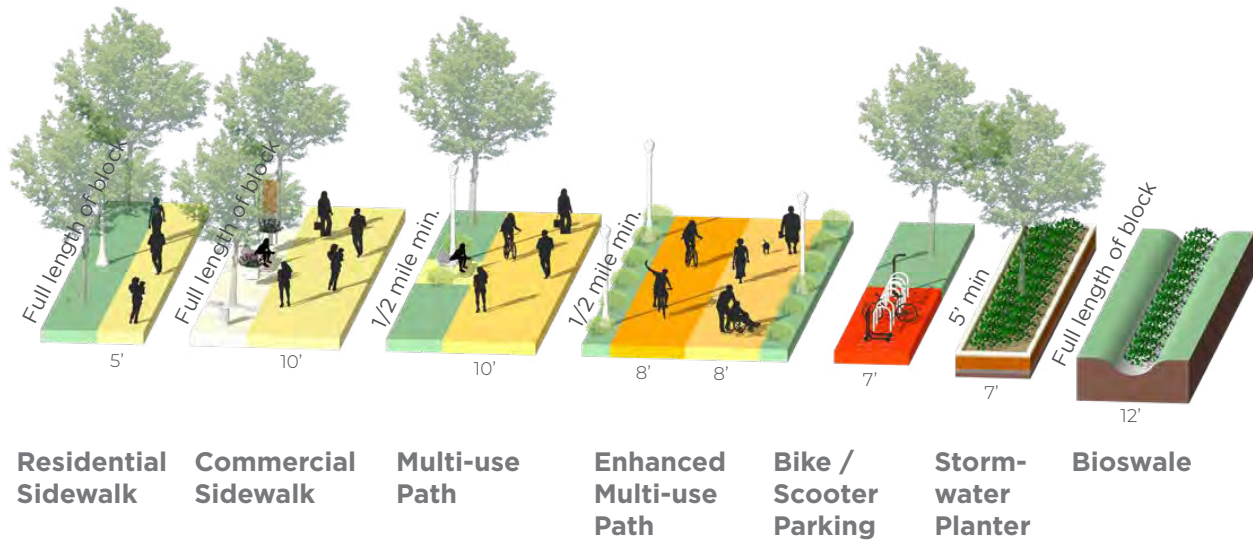 Full length of block
Full length of block
1/2 mile min.
1/2 mile min.
5' min
Full length of block
5'
10'
10'
8'
8'
7'
7'
12'
Residential
Sidewalk
Commercial
Sidewalk
Multi-use
Path
Enhanced
Multi-use
Path
Bike /
Scooter
Parking
Storm-
water
Planter
Bioswale